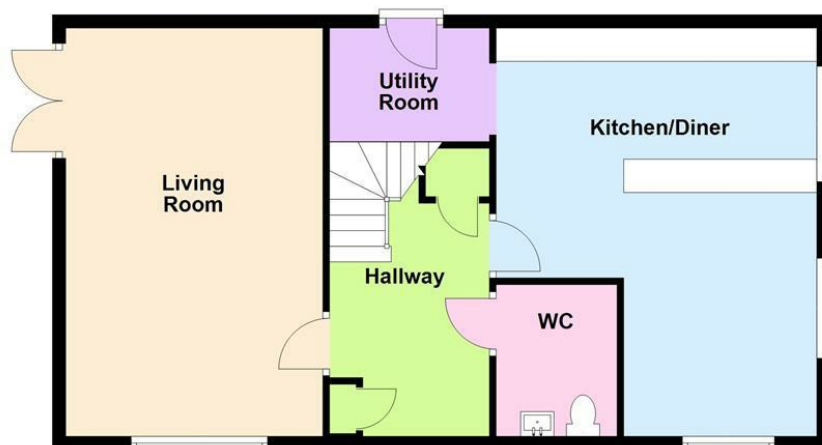 Utility
Room
Kitchen/Diner
Living
Room
Hallway
WC